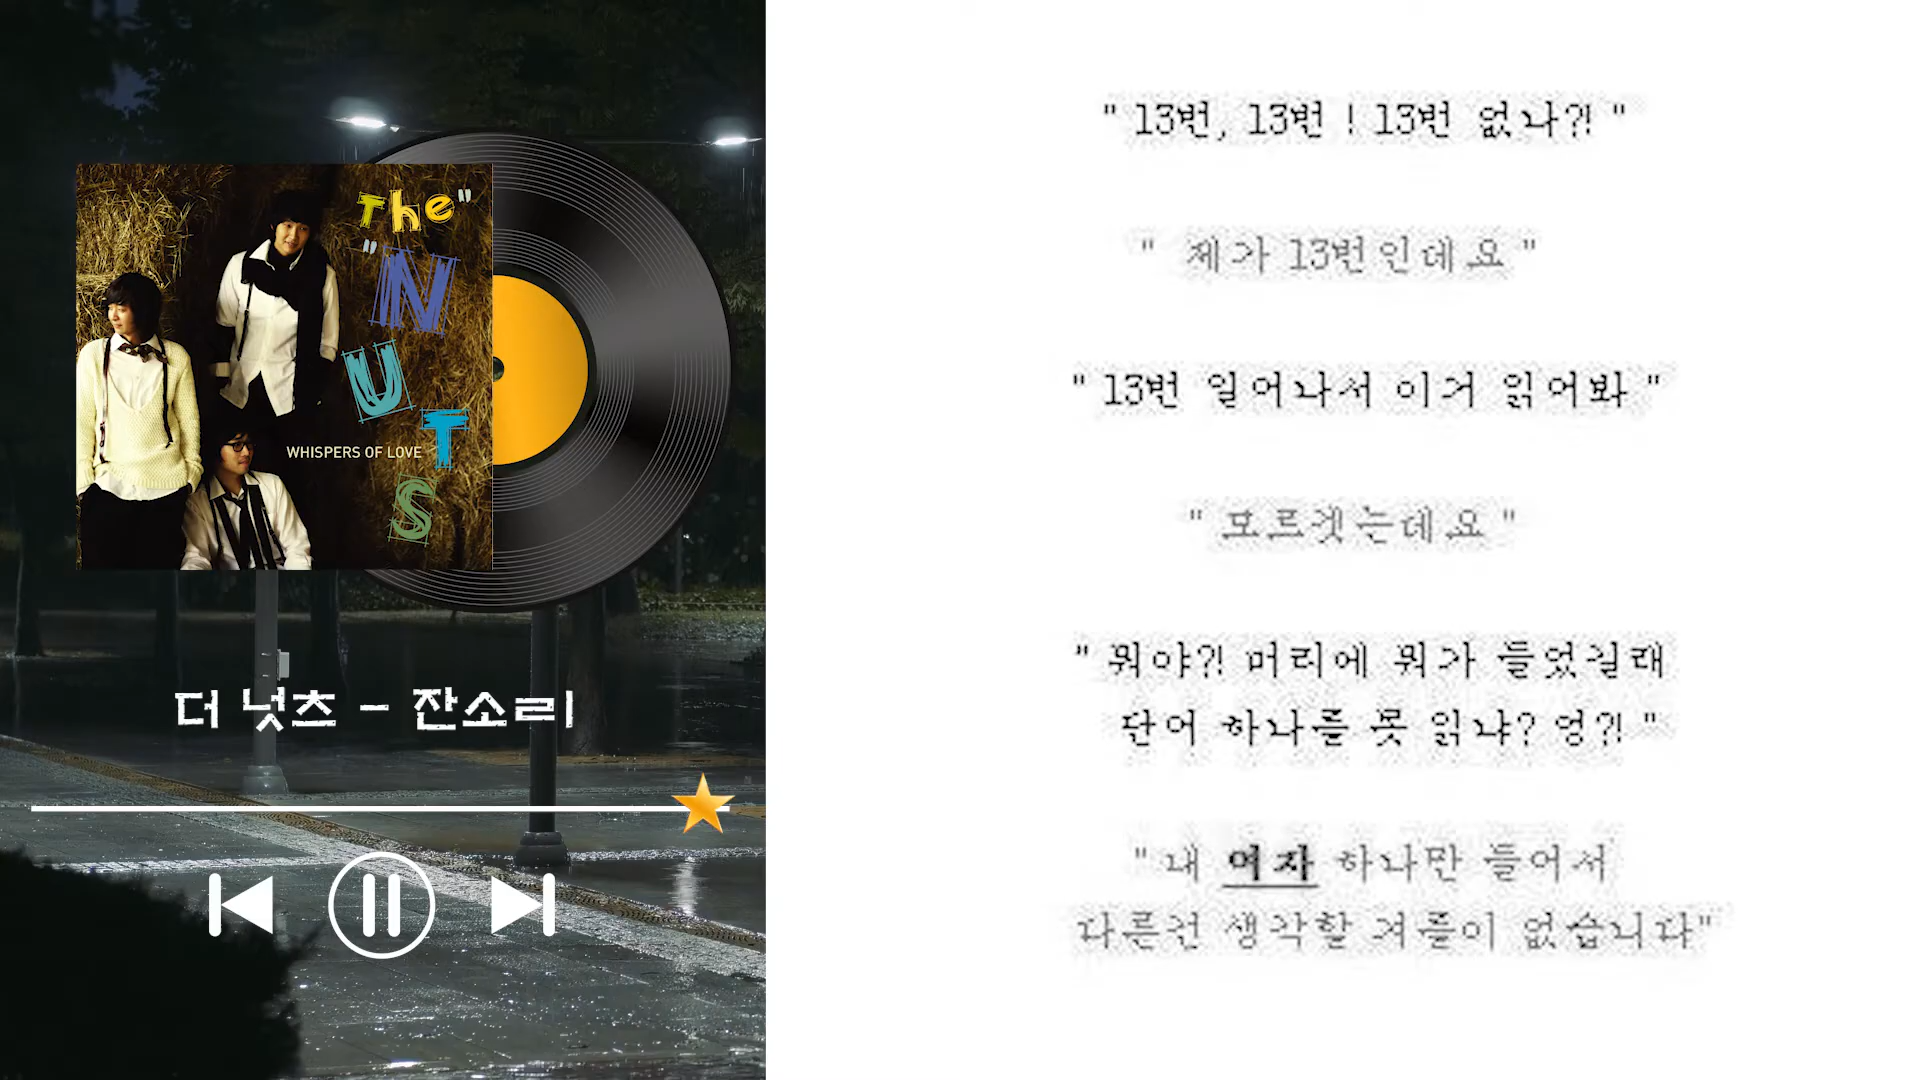 The"
"NUTS
WHISPERS OF LOVE
더 넛츠 - 잔소리
" 13번, 13번 ! 13번 없나?! "
" 제가 13번인데요 "
" 13번 일어나서 이거 읽어봐 "
" 모르겟는데요 "
" 뭐야?! 머리에 뭐가 들었길래
단어 하나를 못 읽냐? 엉?! "
" 내 여자 하나만 들어서
다른건 생각할 겨를이 없습니다"